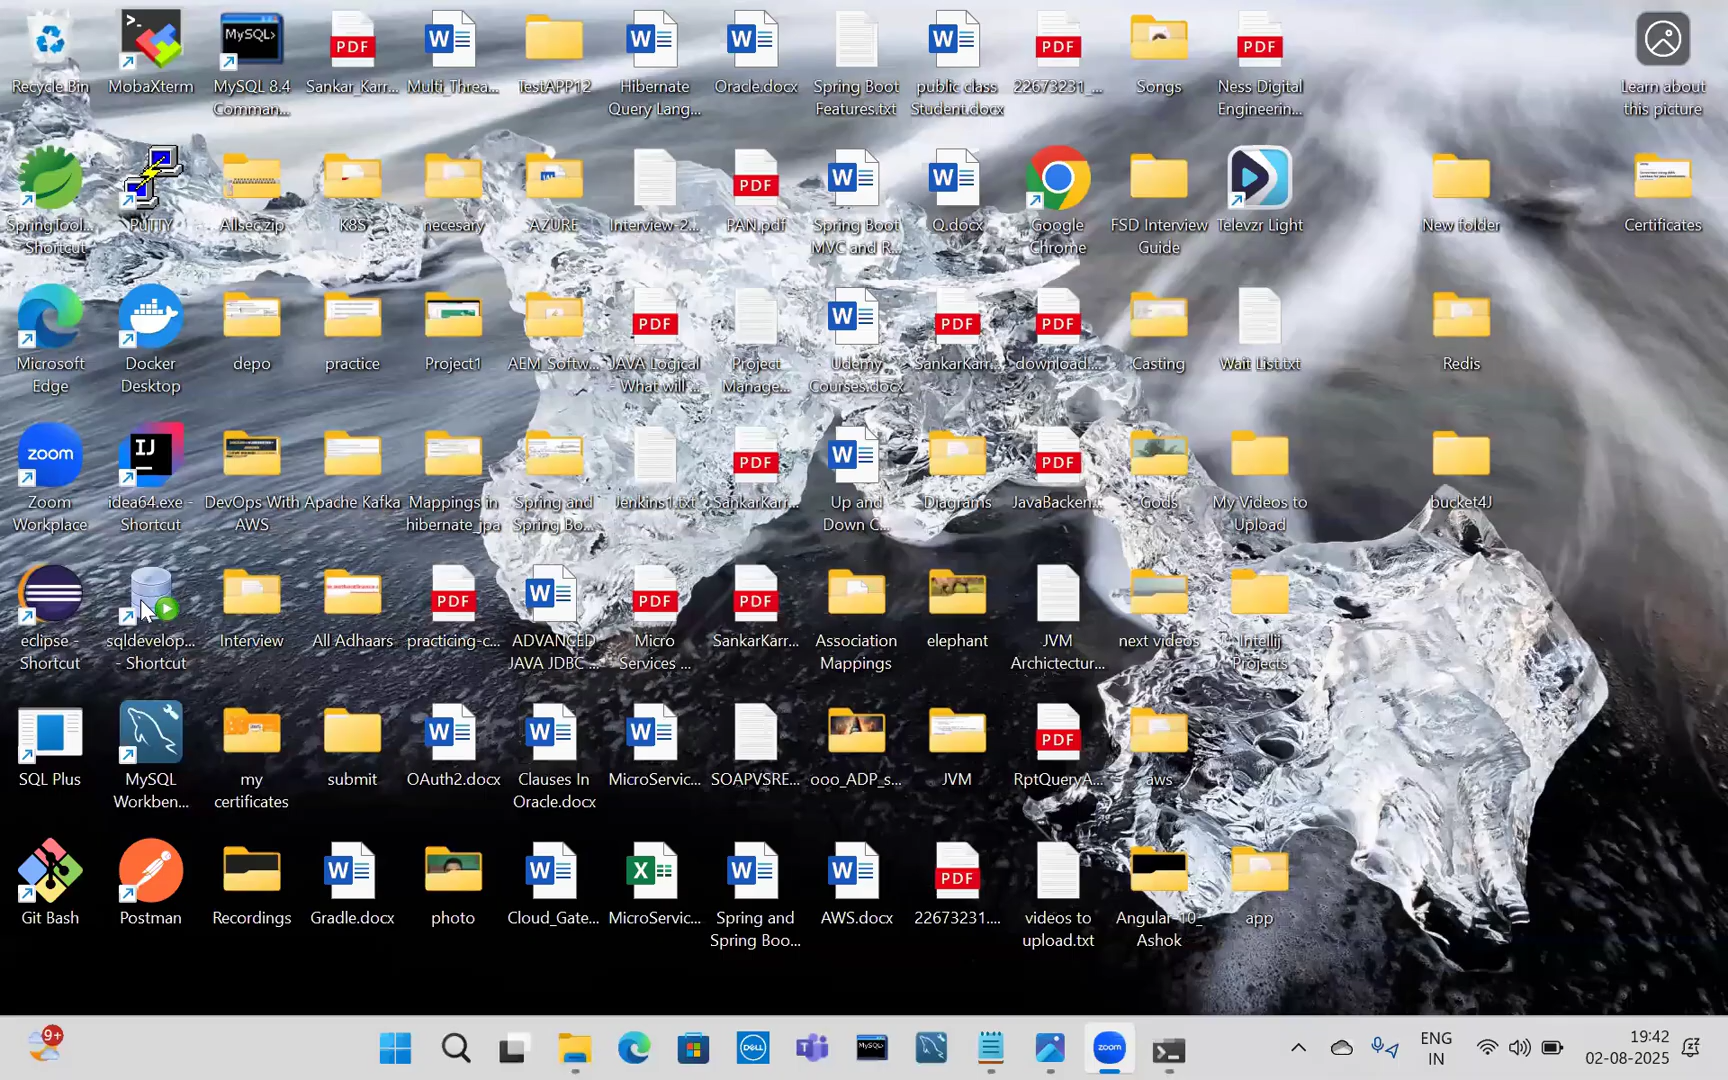 Recycle Bin
MobaXterm
MySQL 8.4
Comman...
Sankar_Karr...
Multi_Threa...
TestAPP12
Hibernate
Query Lang...
Oracle.docx
Spring Boot
Features.txt
public class
Student.docx
22673231_...
Songs
Ness Digital
Engineerin...
Learn about
this picture
SpringTool...
- Shortcut
PUTTY
Allsec.zip
K8S
necesary
AZURE
Interview-2...
PAN.pdf
Spring Boot
MVC and R...
Q.docx
Google
Chrome
FSD Interview
Guide
Televzr Light
New folder
Certificates
Microsoft
Edge
Docker
Desktop
depo
practice
Project1
AEM_Softw...
JAVA Logical
- What will ...
Project
Manage...
Udemy
Courses.docx
SankarKarr...
download...
Casting
Wait List.txt
Redis
Zoom
Workplace
idea64.exe -
Shortcut
DevOps With
AWS
Apache Kafka
Mappings in
hibernate_jpa
Spring and
Spring Bo...
Jenkins1.txt
SankarKarr...
Up and
Down C...
Diagrams
JavaBacken...
Gods
My Videos to
Upload
bucket4J
eclipse -
Shortcut
sqldevelop...
- Shortcut
Interview
All Adhaars
practicing-c...
ADVANCED
JAVA JDBC ...
Micro
Services ...
SankarKarr...
Association
Mappings
elephant
JVM
Archictectur...
next videos
Intellij
Projects
SQL Plus
MySQL
Workben...
my
certificates
submit
OAuth2.docx
Clauses In
Oracle.docx
MicroServic...
SOAPVSRE...
ooo_ADP_s...
JVM
RptQueryA...
aws
Git Bash
Postman
Recordings
Gradle.docx
photo
Cloud_Gate...
MicroServic...
Spring and
Spring Boo...
AWS.docx
22673231....
videos to
upload.txt
Angular-10_
Ashok
app
9+
ENG
IN
19:42
02-08-2025